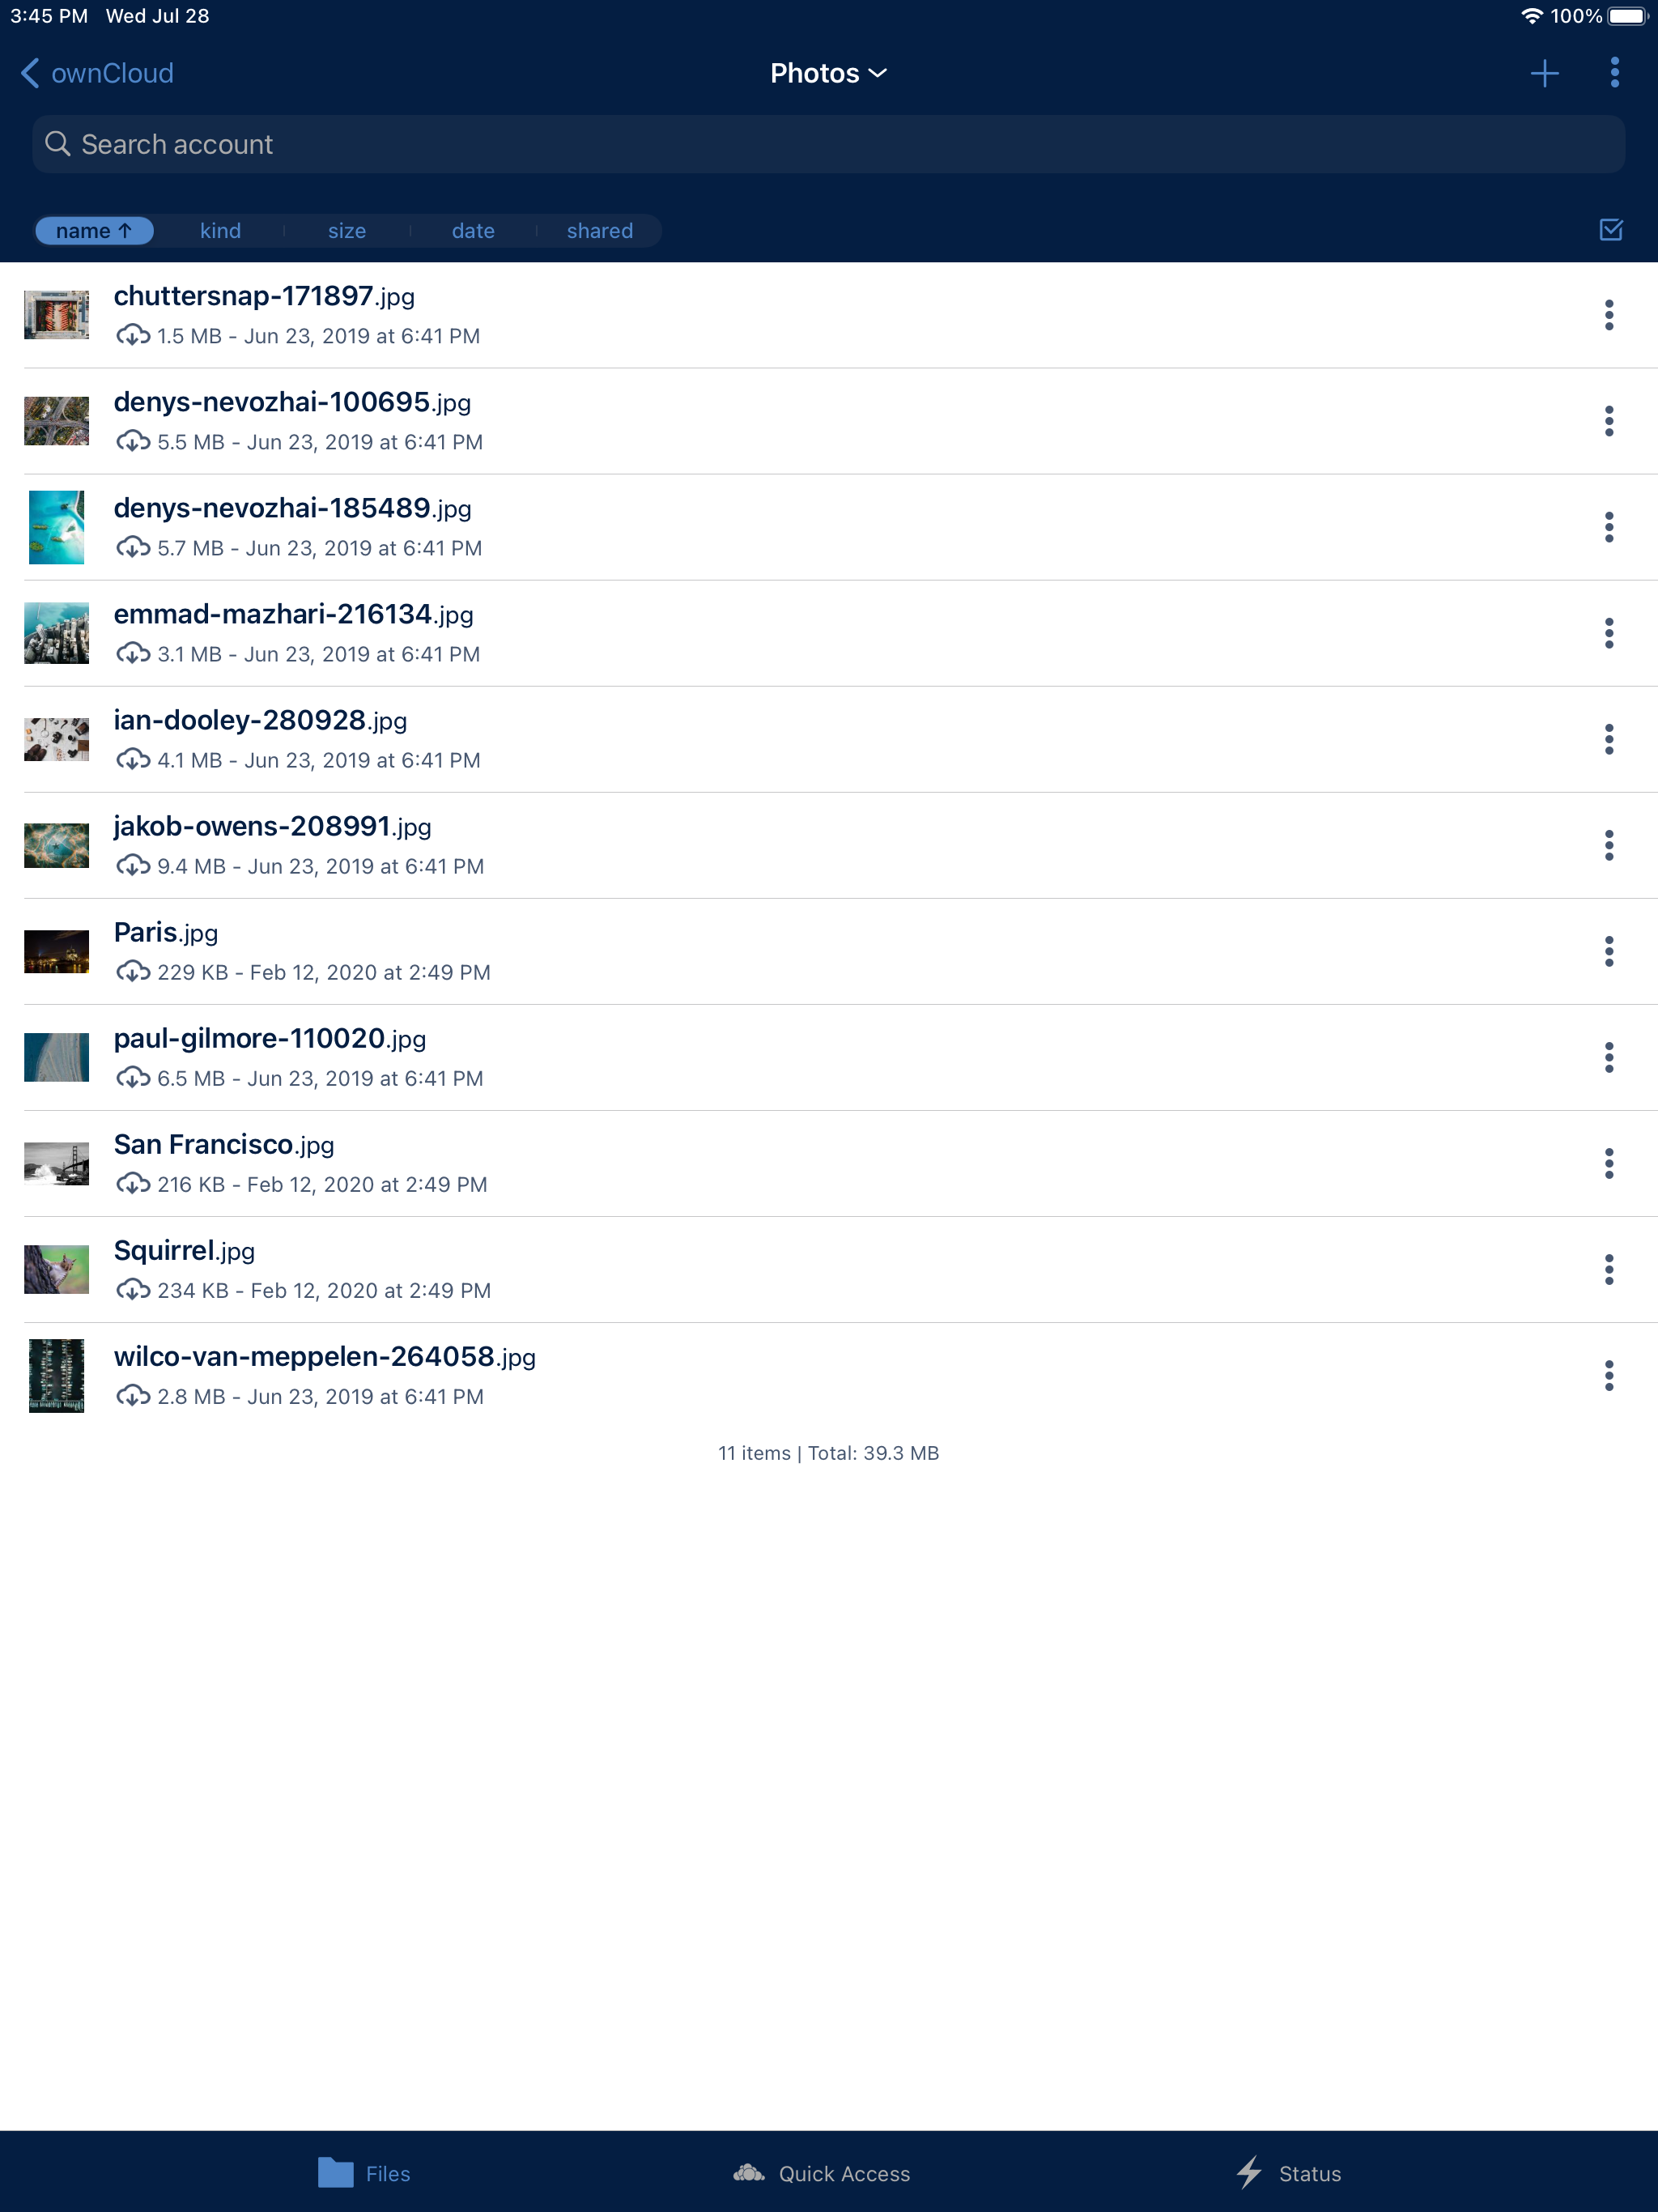 3:45 PM Wed Jul 28 100%
ownCloud Photos
Search account
name ↑ kind size date shared
chuttersnap-171897.jpg
1.5 MB - Jun 23, 2019 at 6:41 PM
denys-nevozhai-100695.jpg
5.5 MB - Jun 23, 2019 at 6:41 PM
denys-nevozhai-185489.jpg
5.7 MB - Jun 23, 2019 at 6:41 PM
emmad-mazhari-216134.jpg
3.1 MB - Jun 23, 2019 at 6:41 PM
ian-dooley-280928.jpg
4.1 MB - Jun 23, 2019 at 6:41 PM
jakob-owens-208991.jpg
9.4 MB - Jun 23, 2019 at 6:41 PM
Paris.jpg
229 KB - Feb 12, 2020 at 2:49 PM
paul-gilmore-110020.jpg
6.5 MB - Jun 23, 2019 at 6:41 PM
San Francisco.jpg
216 KB - Feb 12, 2020 at 2:49 PM
Squirrel.jpg
234 KB - Feb 12, 2020 at 2:49 PM
wilco-van-meppelen-264058.jpg
2.8 MB - Jun 23, 2019 at 6:41 PM
11 items | Total: 39.3 MB
Files Quick Access Status